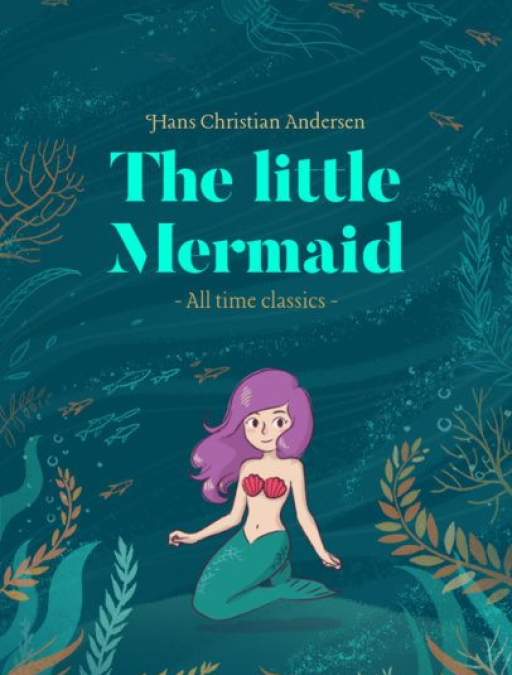 Hans Christian Andersen
The little
Mermaid
- All time classics -